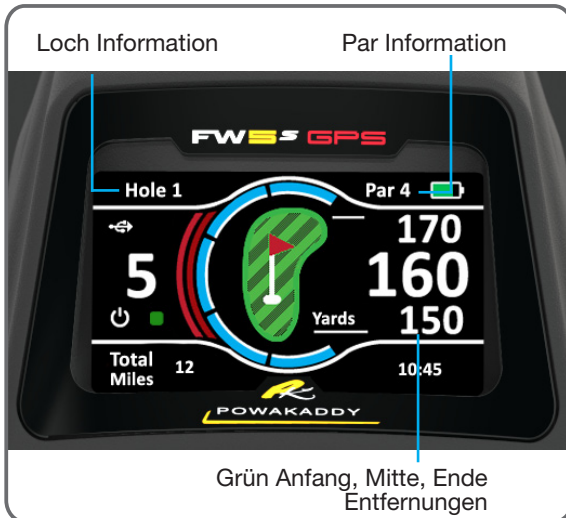 Loch Information
Par Information
FW5s GPS
Hole 1
Par 4
170
5
160
Yards
150
Total
Miles
12
10:45
POWAKADDY
Grün Anfang, Mitte, Ende
Entfernungen